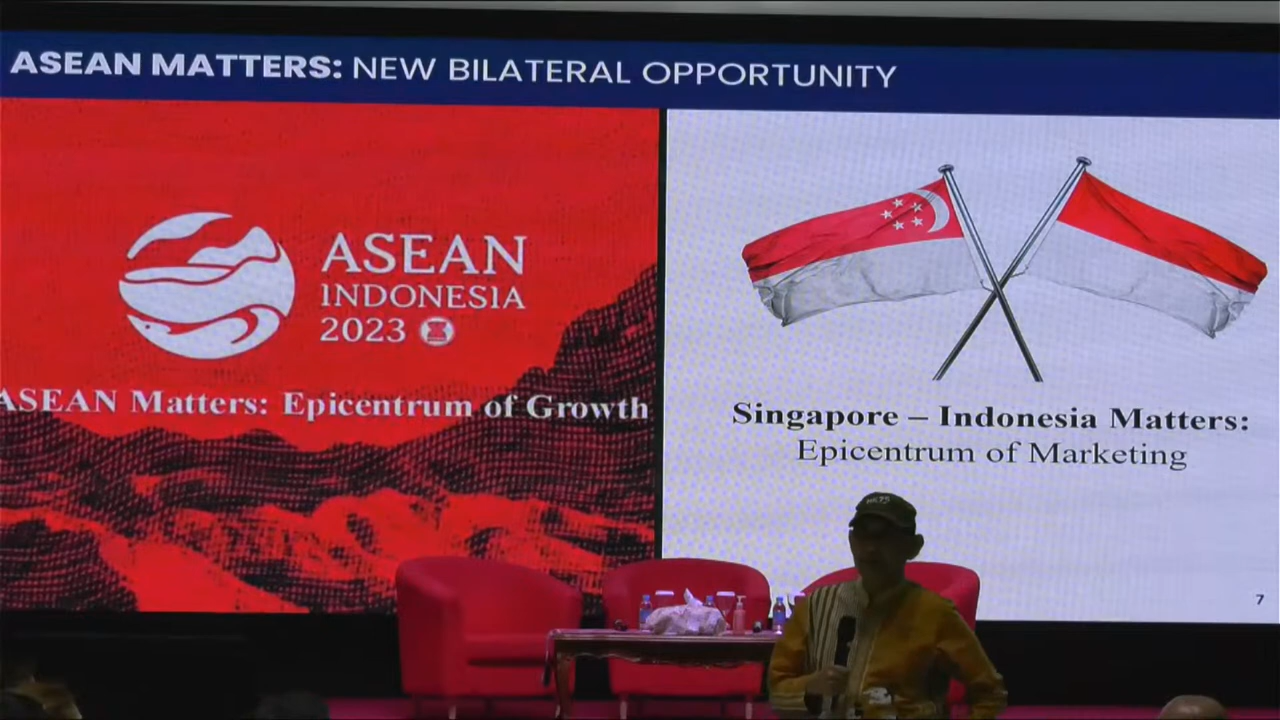 ASEAN MATTERS: NEW BILATERAL OPPORTUNITY
ASEAN
INDONESIA
2023
ASEAN Matters: Epicentrum of Growth
Singapore – Indonesia Matters:
Epicentrum of Marketing
7